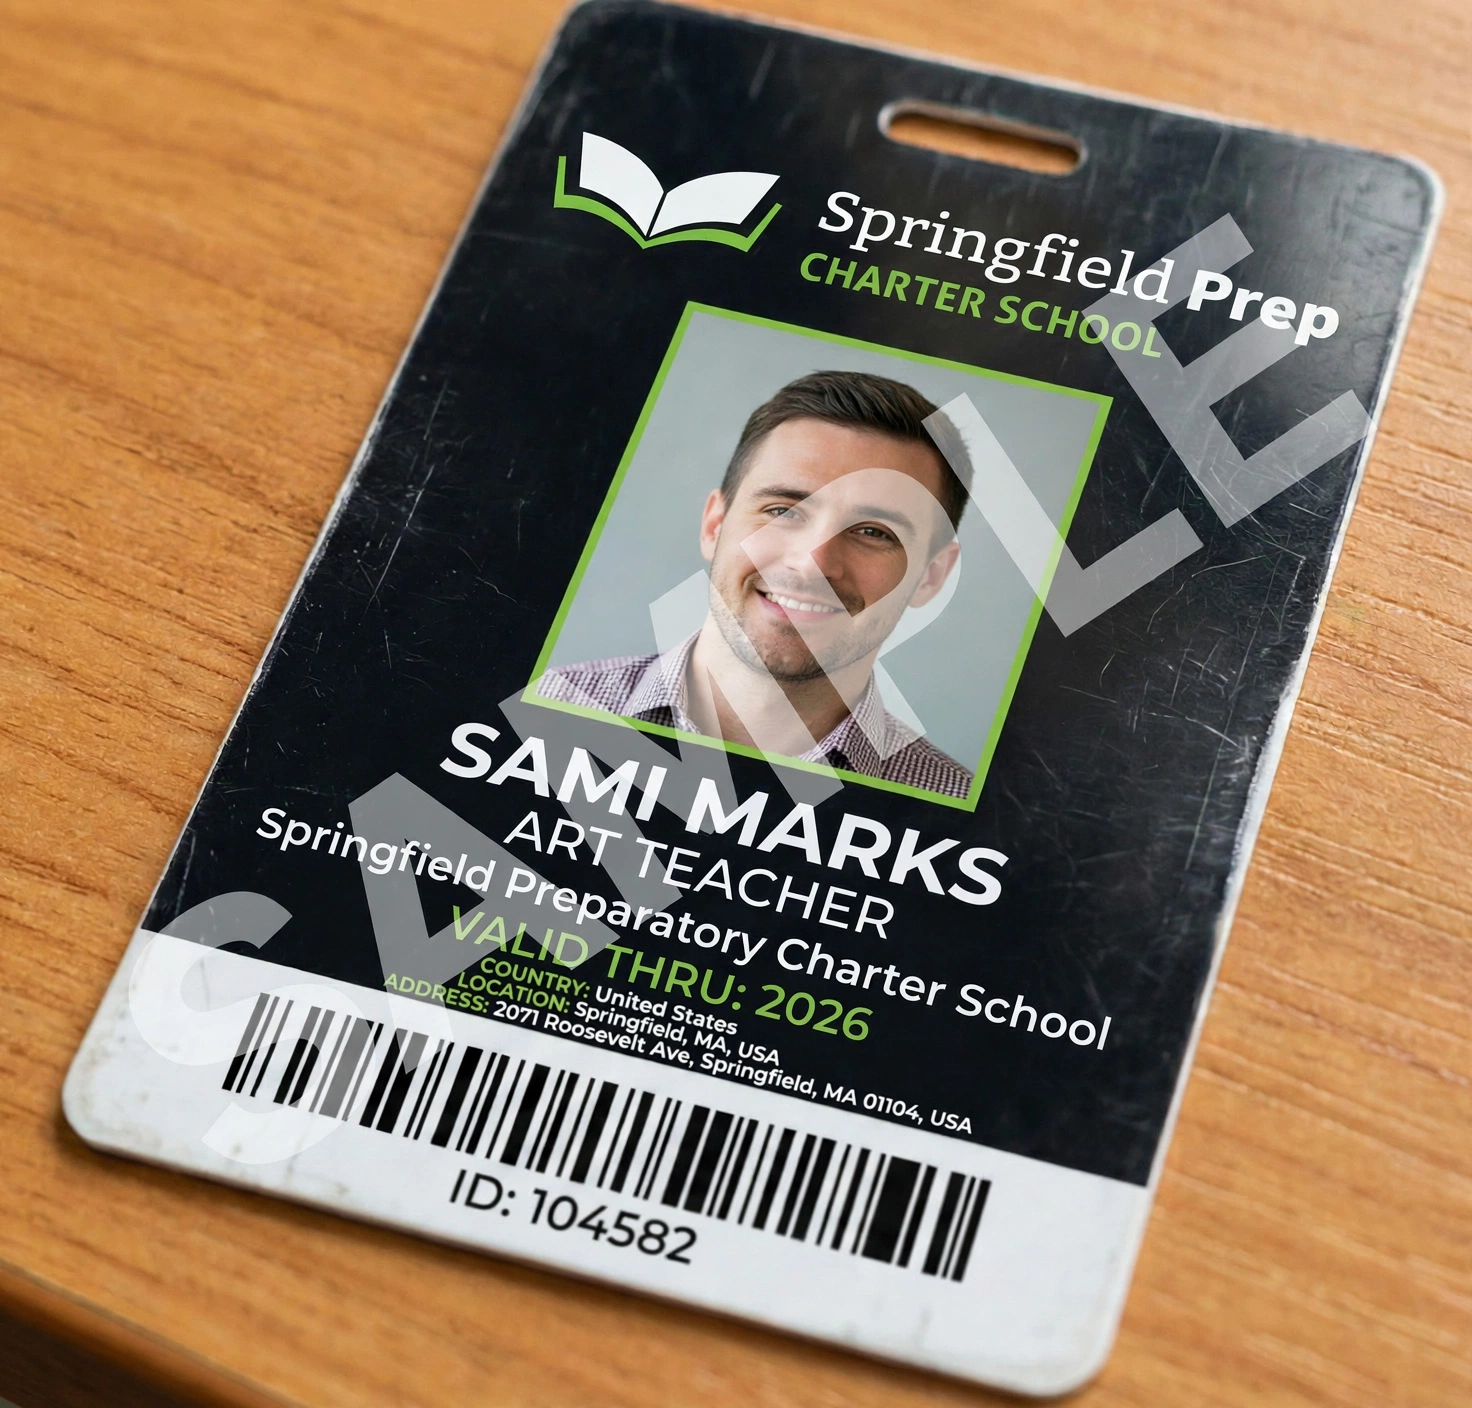 Springfield Prep
CHARTER SCHOOL
SAMI MARKS
ART TEACHER
Springfield Preparatory Charter School
VALID THRU: 2026
COUNTRY: United States
LOCATION: Springfield, MA, USA
ADDRESS: 2071 Roosevelt Ave, Springfield, MA 01104, USA
ID: 104582
SAMPLE